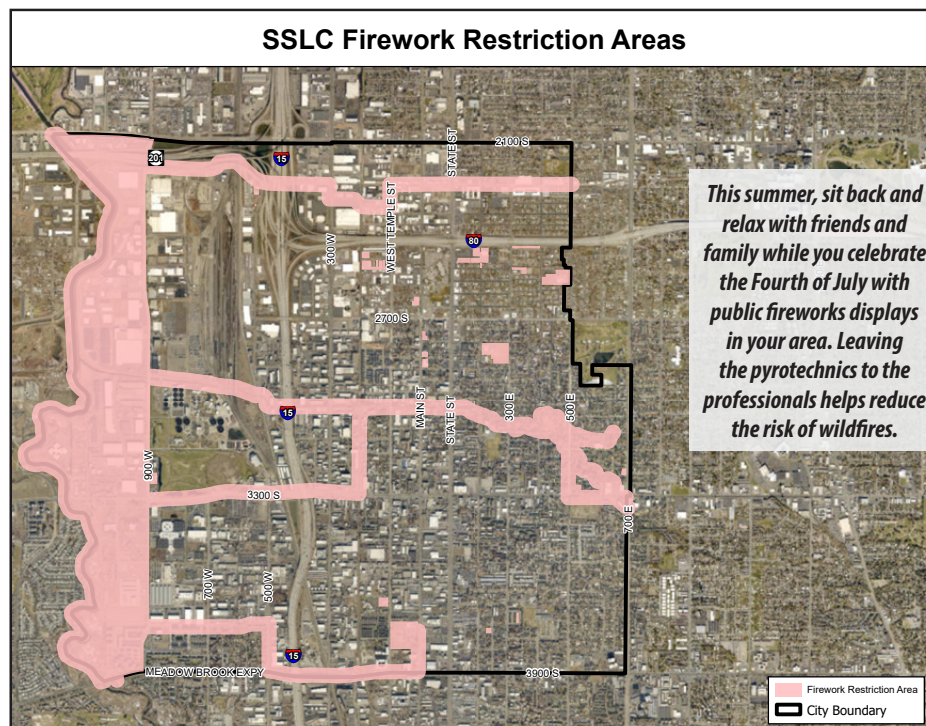 SSLC Firework Restriction Areas
2100 S
STATE ST
201
15
WEST TEMPLE ST
300 W
80
This summer, sit back and
relax with friends and
family while you celebrate
the Fourth of July with
public fireworks displays
in your area. Leaving
the pyrotechnics to the
professionals helps reduce
the risk of wildfires.
2700 S
MAIN ST
STATE ST
300 E
500 E
15
900 W
3300 S
700 E
700 W
500 W
15
MEADOW BROOK EXPY
3900 S
Firework Restriction Area
City Boundary